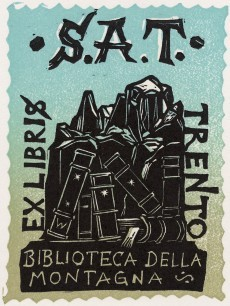 · S.A.T. ·
EX LIBRIS
TRENTO
BIBLIOTECA DELLA
MONTAGNA